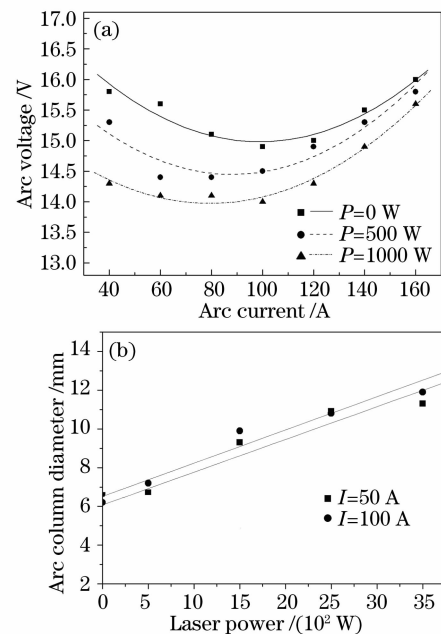 (a)
Arc voltage /V
17.0
16.5
16.0
15.5
15.0
14.5
14.0
13.5
13.0
P=0 W
P=500 W
P=1000 W
40 60 80 100 120 140 160
Arc current /A
(b)
Arc column diameter /mm
14
12
10
8
6
4
2
I=50 A
I=100 A
0 5 10 15 20 25 30 35
Laser power /(10² W)